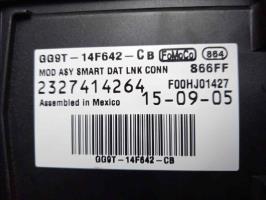 GG9T-14F642-CB FoMoCo 864
MOD ASY SMART DAT LNK CONN 866FF
2327414264 F00HJ01427
Assembled in Mexico 15-09-05
GG9T-14F642-CB